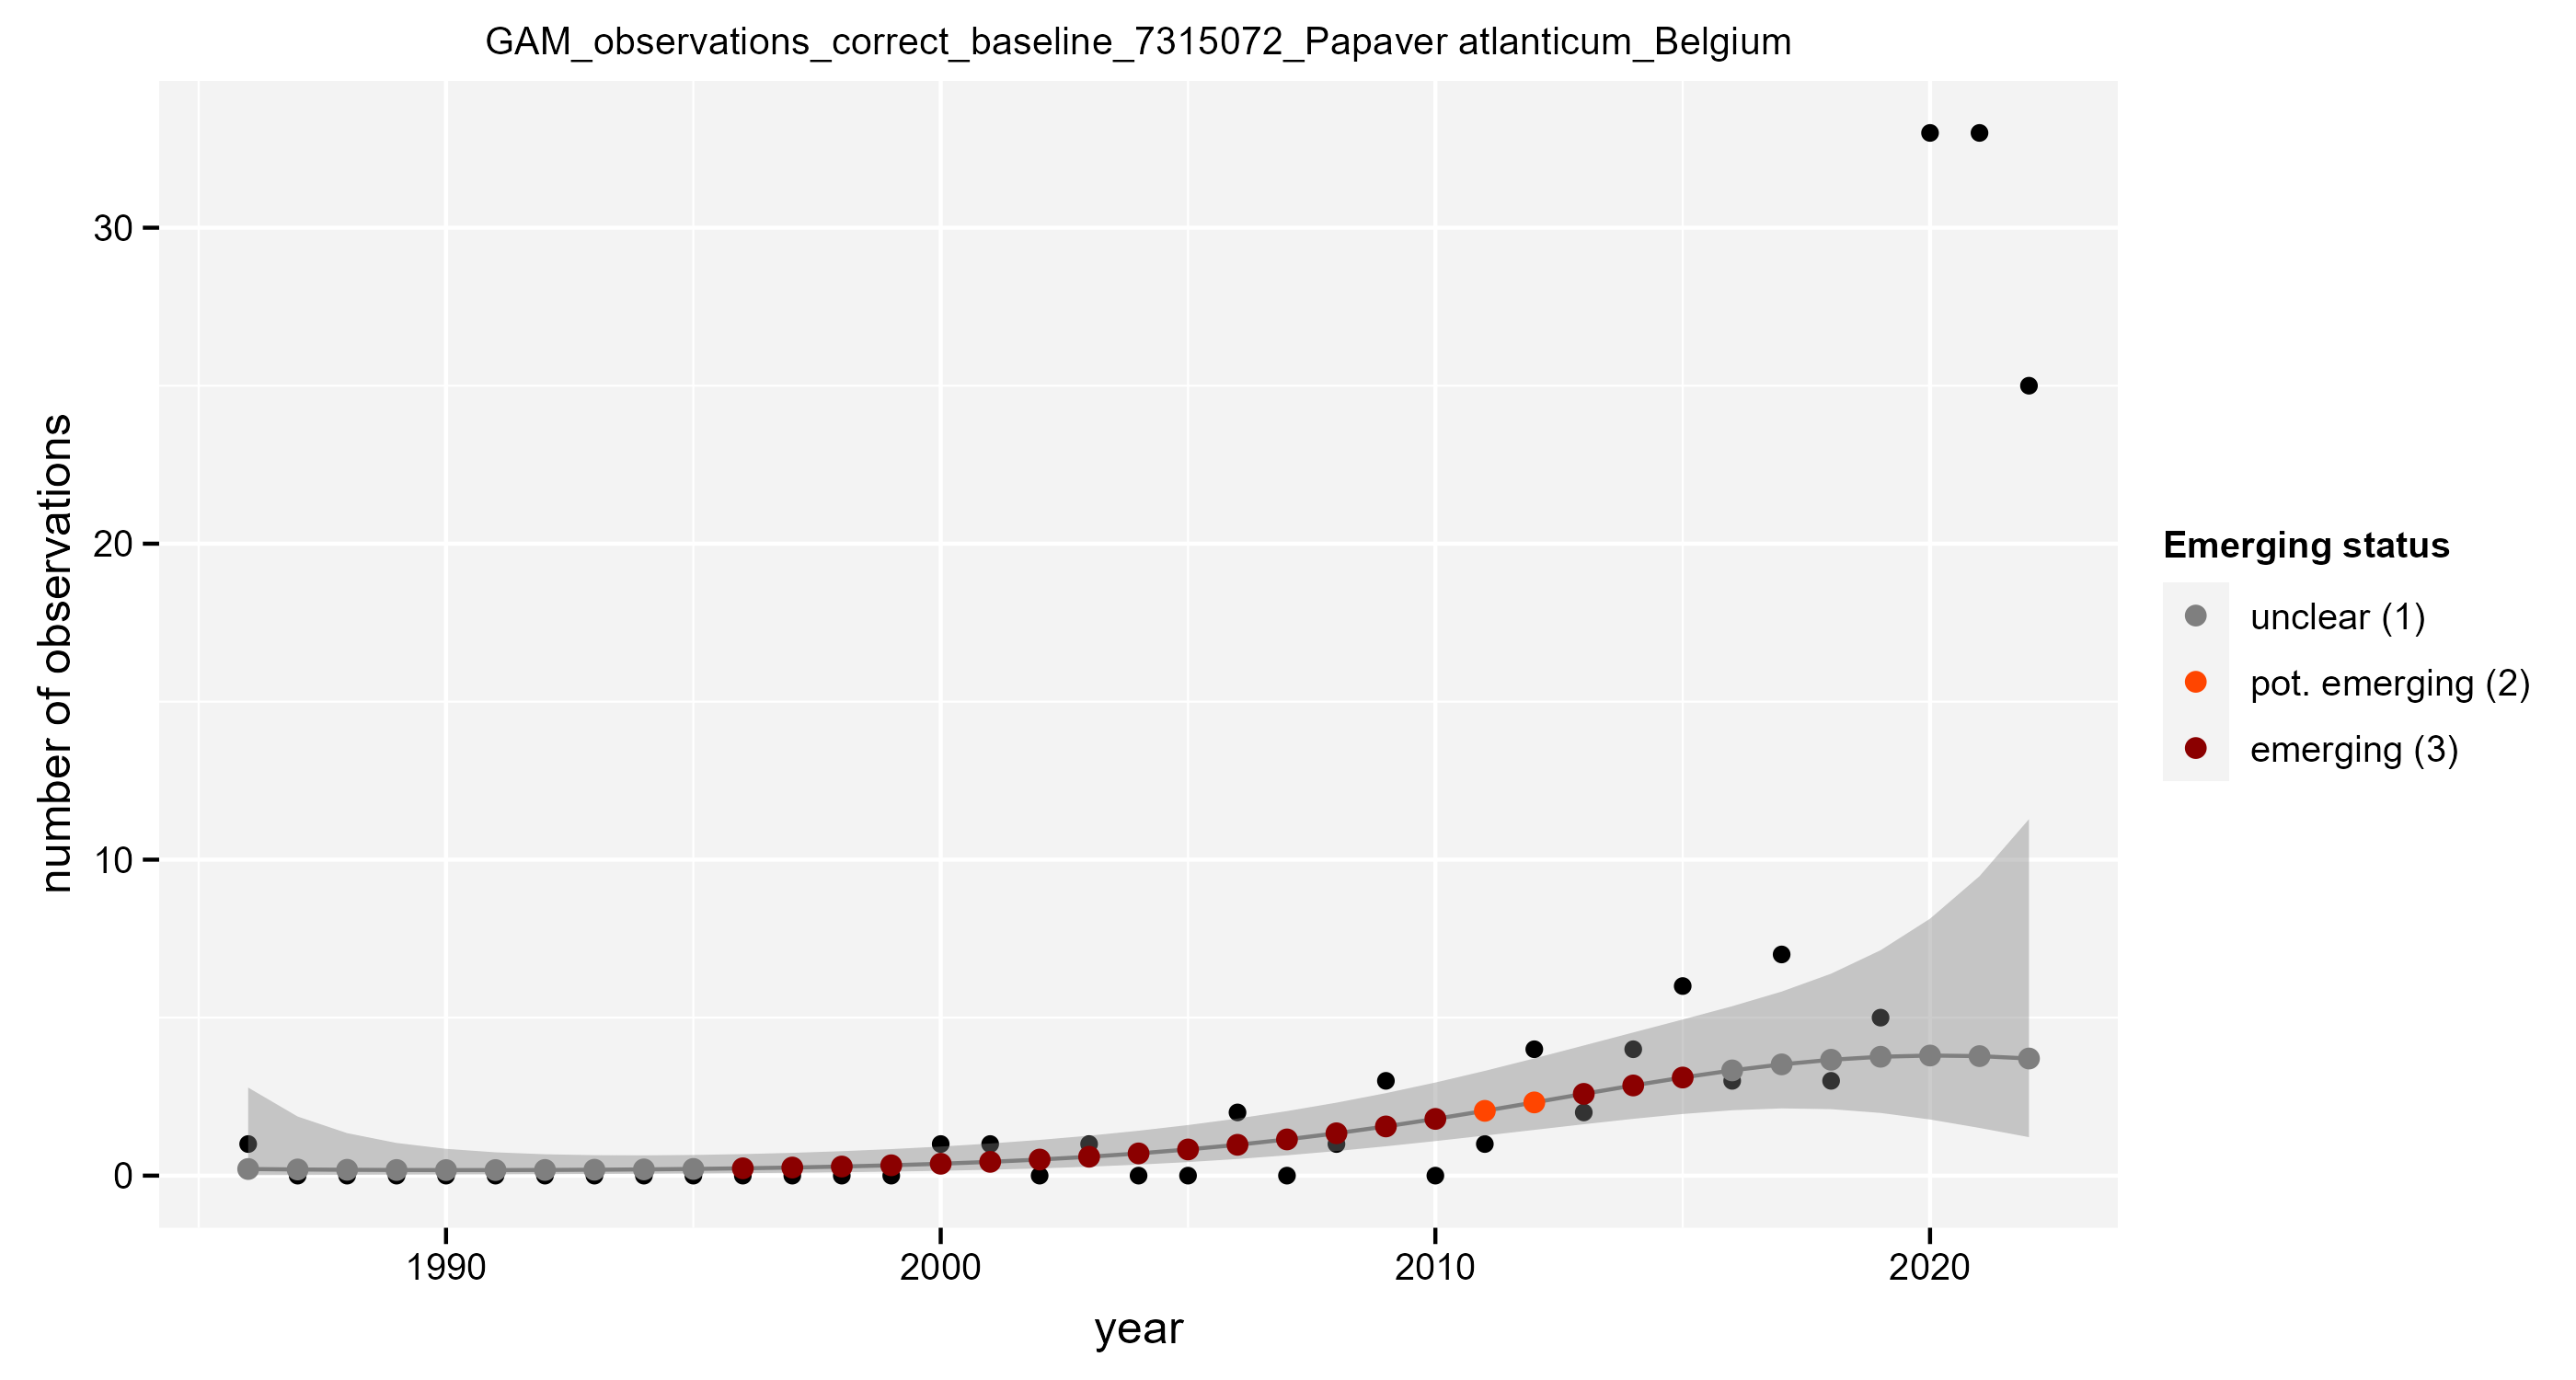 GAM_observations_correct_baseline_7315072_Papaver atlanticum_Belgium
number of observations
30
20
10
0
1990
2000
2010
2020
year
Emerging status
unclear (1)
pot. emerging (2)
emerging (3)